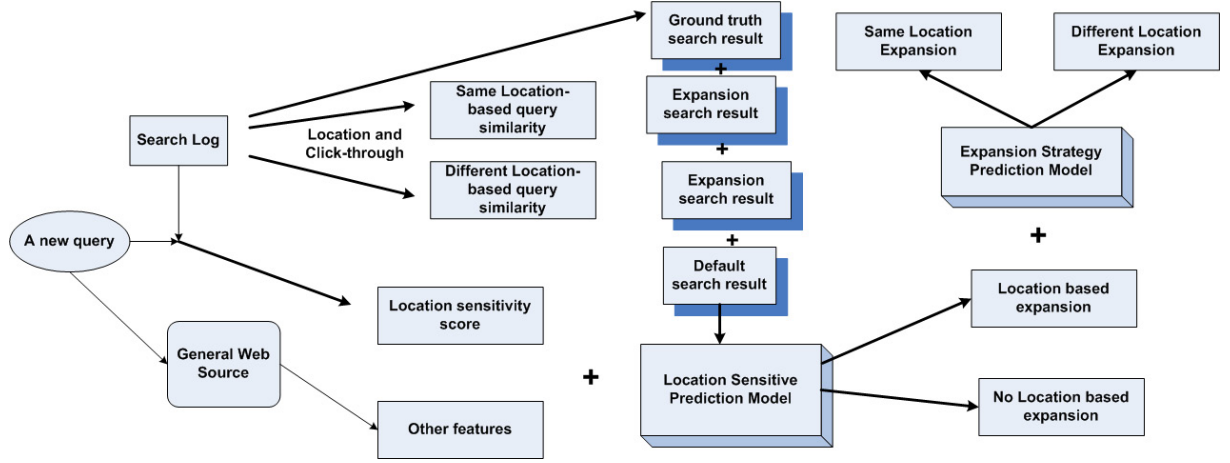 Ground truth
search result
+
Expansion
search result
+
Expansion
search result
+
Default
search result
Same Location
Expansion
Different Location
Expansion
Expansion Strategy
Prediction Model
+
Search Log
Location and
Click-through
Same Location-
based query
similarity
Different Location-
based query
similarity
A new query
General Web
Source
Location sensitivity
score
Other features
+
Location Sensitive
Prediction Model
Location based
expansion
No Location based
expansion